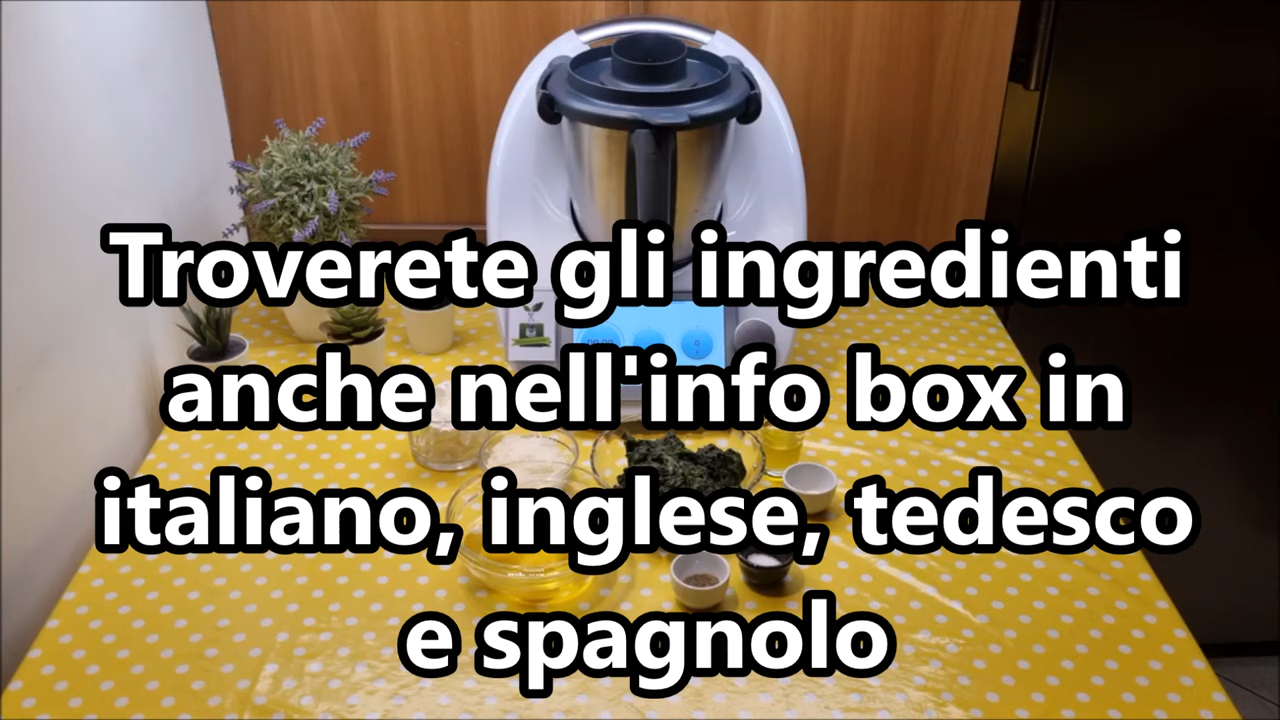 Troverete gli ingredienti
anche nell'info box in
italiano, inglese, tedesco
e spagnolo